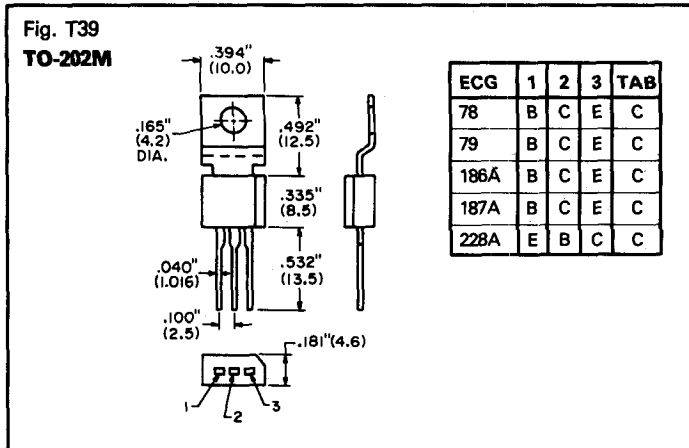 Fig. T39
TO-202M
.394"
(10.0)
.165"
(4.2)
DIA.
.492"
(12.5)
.335"
(8.5)
.040"
(1.016)
.532"
(13.5)
.100"
(2.5)
.181"(4.6)
1
2
3
ECG 1 2 3 TAB
78 B C E C
79 B C E C
186A B C E C
187A B C E C
228A E B C C